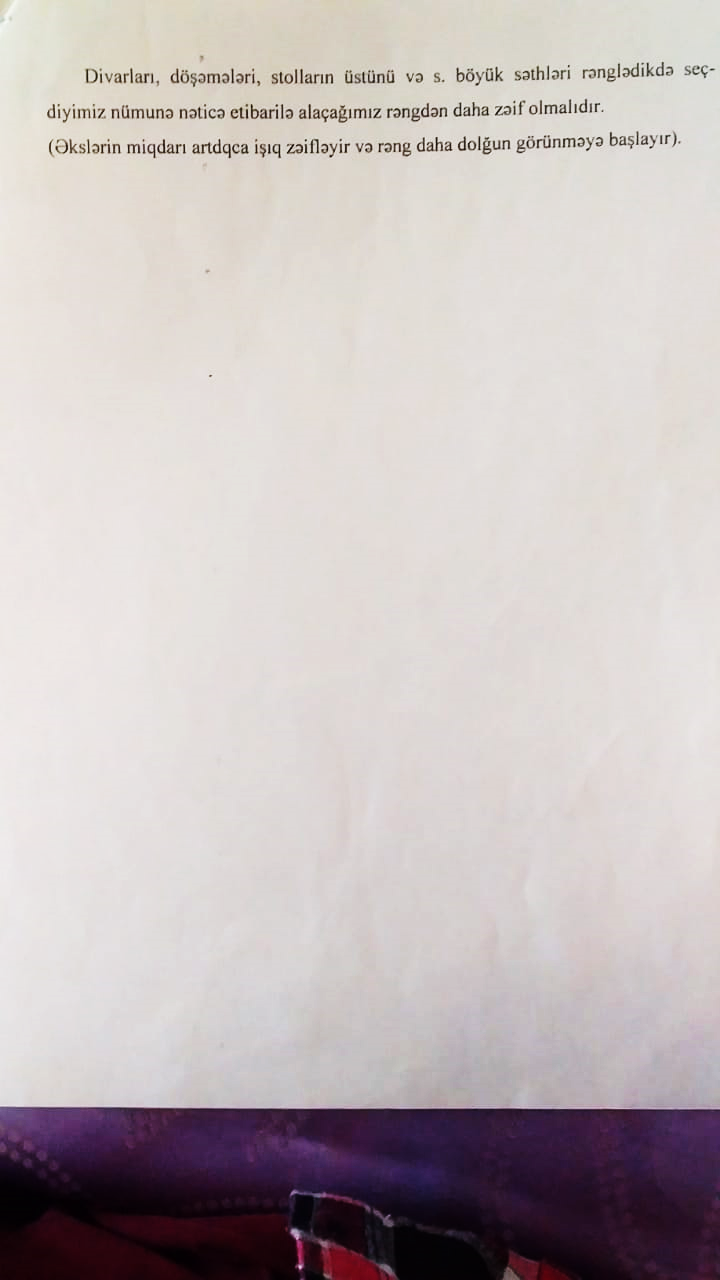 Divarları, döşəmələri, stolların üstünü və s. böyük səthləri rənglədikdə seç-
diyimiz nümunə nəticə etibarilə alaçağımız rəngdən daha zəif olmalıdır.
(Əkslərin miqdarı artdqca işıq zəifləyir və rəng daha dolğun görünməyə başlayır).